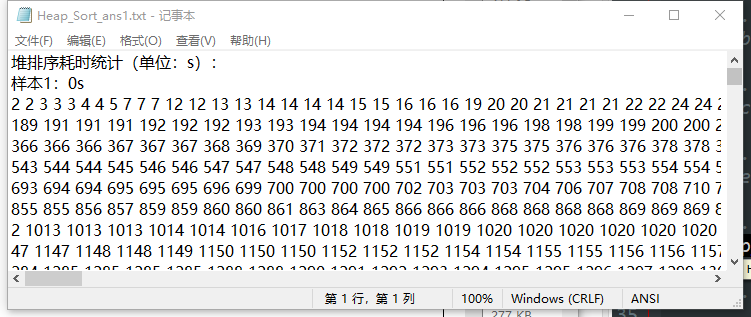 Heap_Sort_ans1.txt - 记事本
文件(F) 编辑(E) 格式(O) 查看(V) 帮助(H)
堆排序耗时统计（单位：s）:
样本1：0s
2 2 3 3 3 4 4 5 7 7 7 12 12 13 13 14 14 14 14 15 15 16 16 16 19 20 20 21 21 21 21 22 22 24 24
189 191 191 191 192 192 192 193 193 194 194 194 194 196 196 196 198 198 199 199 200 200
366 366 366 367 367 367 368 369 370 371 372 372 372 373 373 375 375 376 376 376 378 378
543 544 544 545 546 546 547 547 548 548 549 549 551 551 552 552 552 553 553 553 554 554
693 694 694 695 695 695 696 699 700 700 700 700 702 703 703 703 704 706 707 708 708 710
855 855 856 857 859 859 860 860 861 863 864 865 866 866 866 868 868 868 868 869 869 869
2 1013 1013 1013 1014 1014 1016 1017 1018 1018 1019 1019 1020 1020 1020 1020 1020
47 1147 1148 1148 1149 1150 1150 1150 1152 1152 1152 1154 1154 1155 1155 1156 1156
第 1 行，第 1 列 100% Windows (CRLF) ANSI
277 KB
35